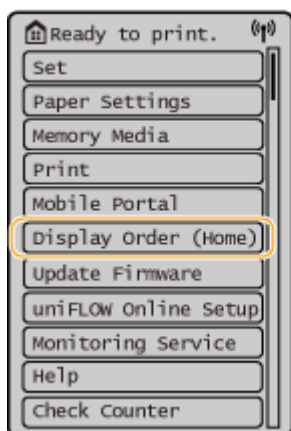 Ready to print.
Set
Paper Settings
Memory Media
Print
Mobile Portal
Display Order (Home)
Update Firmware
uniFLOW Online Setup
Monitoring Service
Help
Check Counter